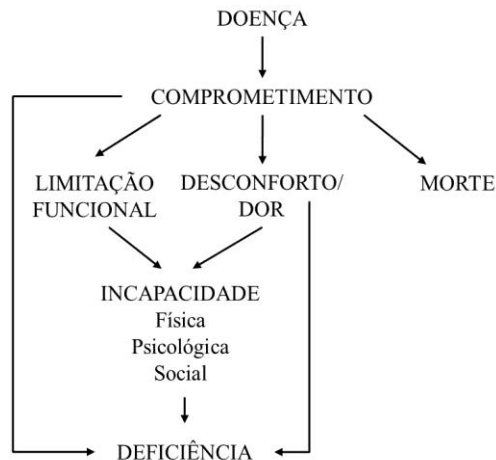 DOENÇA
COMPROMETIMENTO
LIMITAÇÃO
FUNCIONAL
DESCONFORTO/
DOR
MORTE
INCAPACIDADE
Física
Psicológica
Social
DEFICIÊNCIA